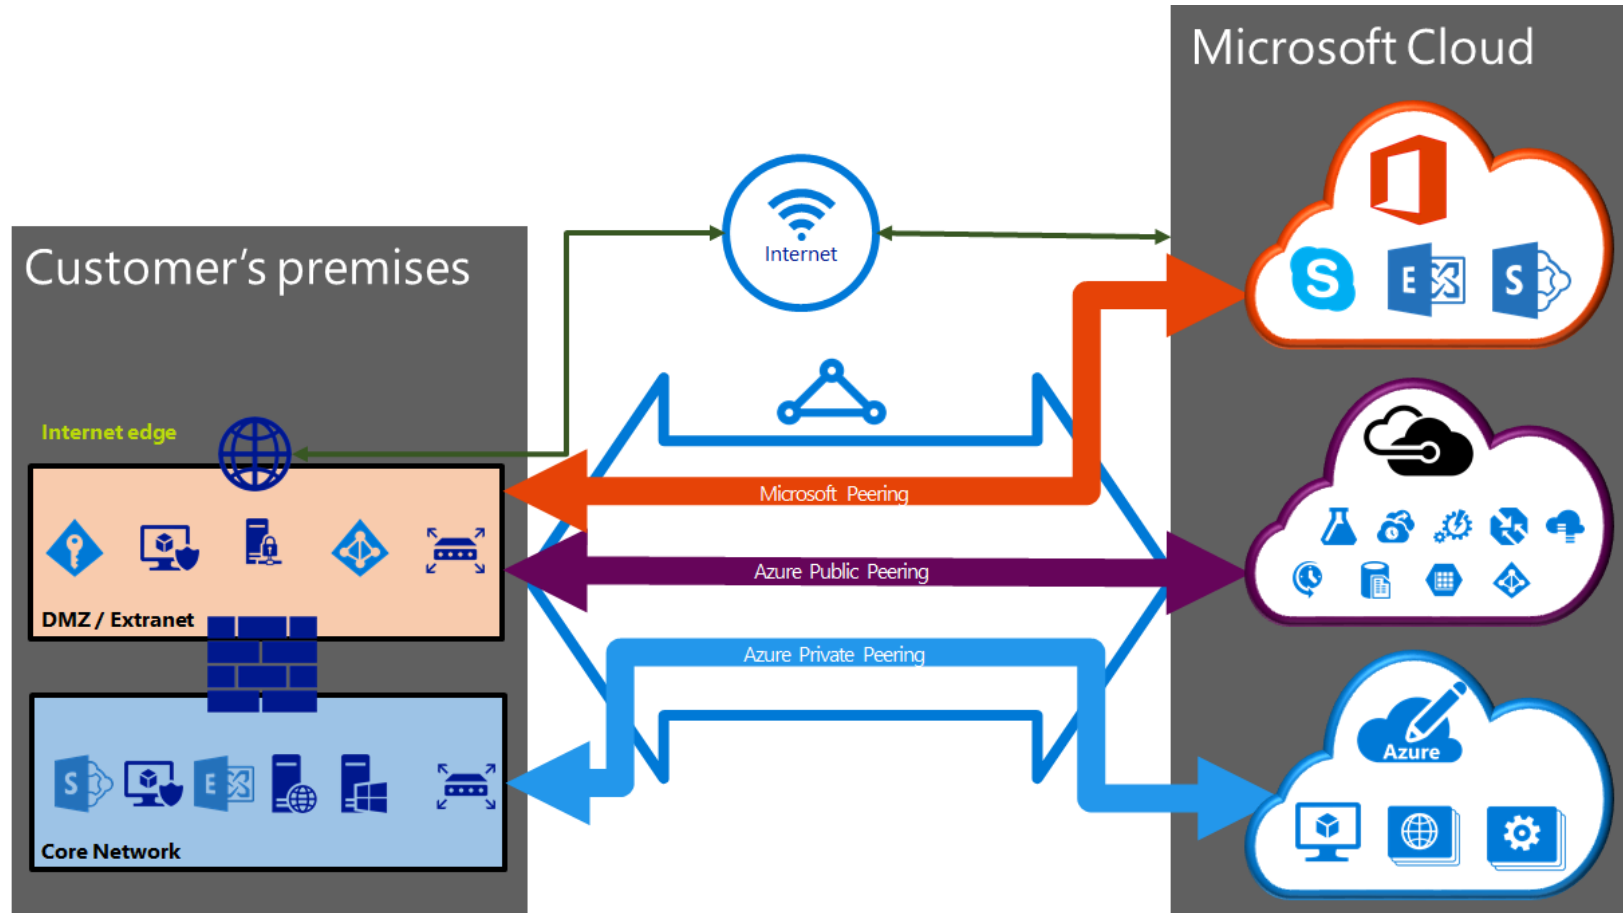 Microsoft Cloud
Internet
Customer's premises
S
E
S
Internet edge
Microsoft Peering
Azure Public Peering
DMZ / Extranet
Azure Private Peering
Azure
S
E
Core Network